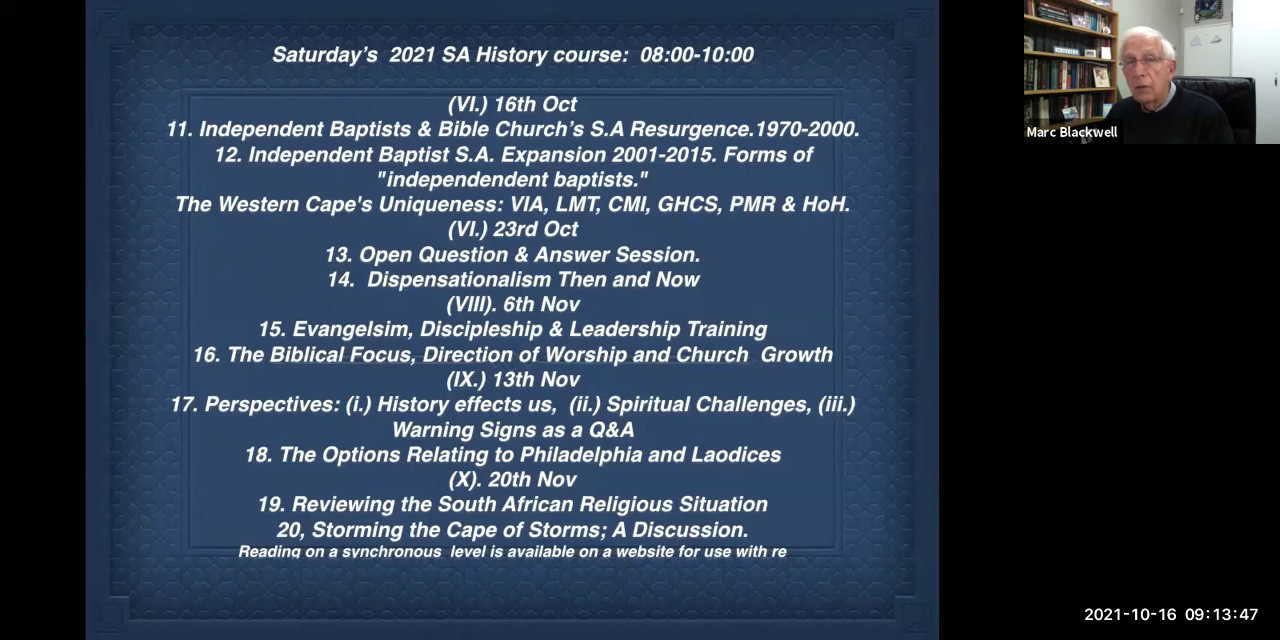 Saturday's 2021 SA History course: 08:00-10:00
(VI.) 16th Oct
11. Independent Baptists & Bible Church's S.A Resurgence.1970-2000.
12. Independent Baptist S.A. Expansion 2001-2015. Forms of
"independendent baptists."
The Western Cape's Uniqueness: VIA, LMT, CMI, GHCS, PMR & HoH.
(VI.) 23rd Oct
13. Open Question & Answer Session.
14. Dispensationalism Then and Now
(VIII). 6th Nov
15. Evangelsim, Discipleship & Leadership Training
16. The Biblical Focus, Direction of Worship and Church Growth
(IX.) 13th Nov
17. Perspectives: (i.) History effects us, (ii.) Spiritual Challenges, (iii.)
Warning Signs as a Q&A
18. The Options Relating to Philadelphia and Laodices
(X). 20th Nov
19. Reviewing the South African Religious Situation
20, Storming the Cape of Storms; A Discussion.
Reading on a synchronous level is available on a website for use with re
Marc Blackwell
2021-10-16 09:13:47